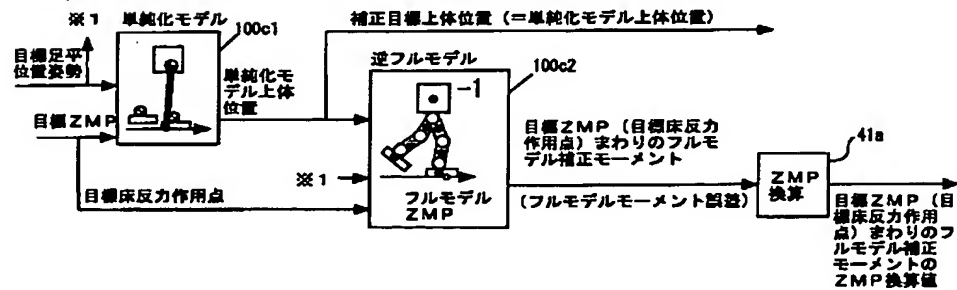 ※1
単純化モデル
100c1
補正目標上体位置（＝単純化モデル上体位置）
目標足平
位置姿勢
目標ZMP
単純化モ
デル上体
位置
逆フルモデル
100c2
-1
※1
フルモデル
ZMP
目標床反力作用点
目標ZMP（目標床反力
作用点）まわりのフルモ
デル補正モーメント
(フルモデルモーメント誤差)
41a
ZMP
換算
目標ZMP（目
標床反力作用
点）まわりのフ
ルモデル補正
モーメントの
ZMP換算値